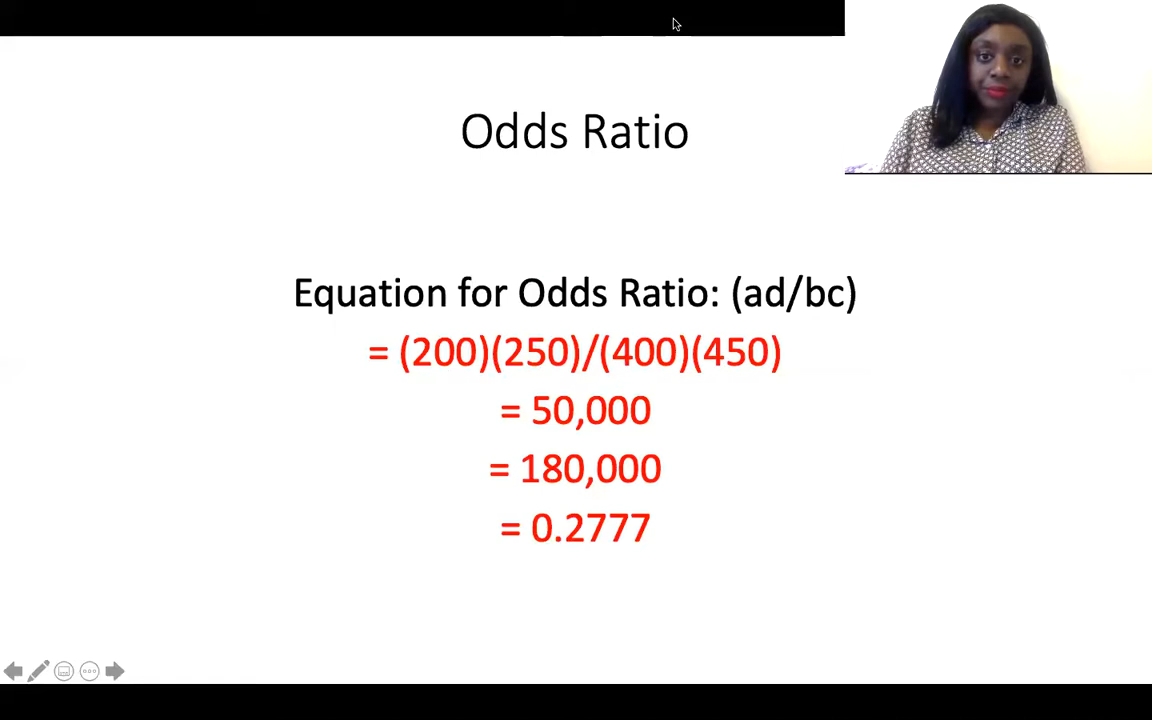 Odds Ratio
Equation for Odds Ratio: (ad/bc)
= (200)(250)/(400)(450)
= 50,000
= 180,000
= 0.2777